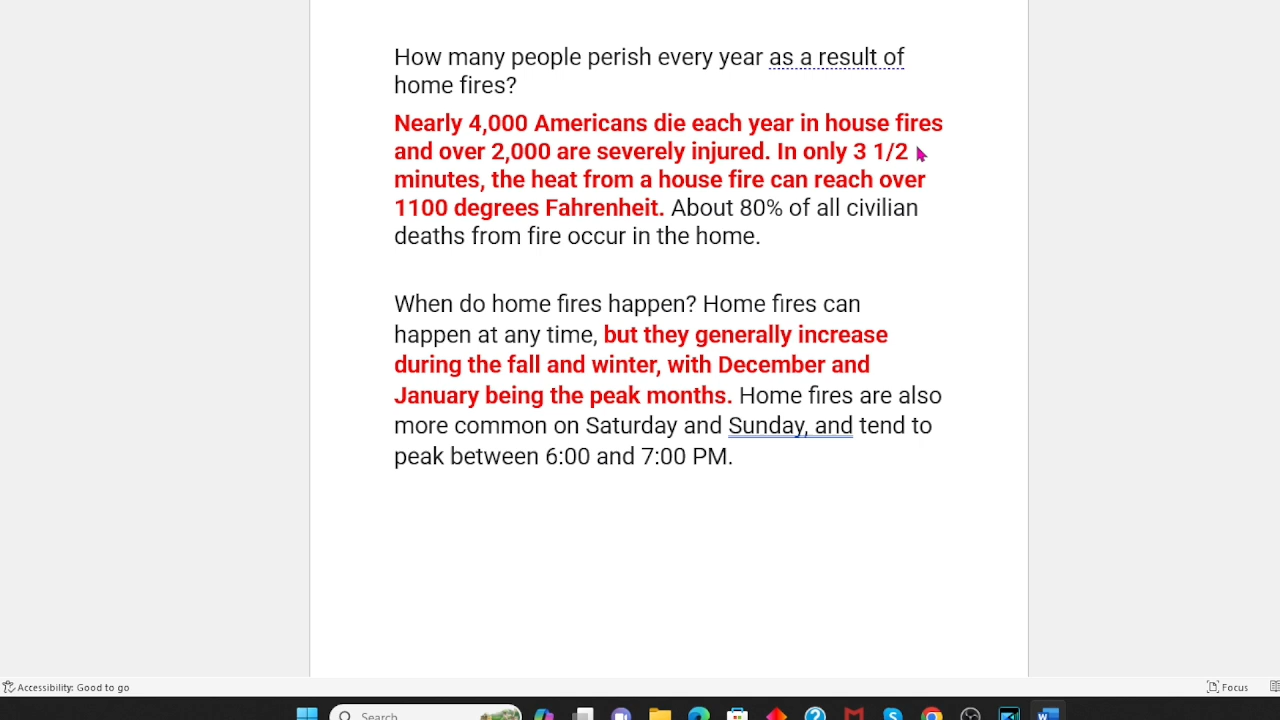 How many people perish every year as a result of
home fires?
Nearly 4,000 Americans die each year in house fires
and over 2,000 are severely injured. In only 3 1/2
minutes, the heat from a house fire can reach over
1100 degrees Fahrenheit. About 80% of all civilian
deaths from fire occur in the home.
When do home fires happen? Home fires can
happen at any time, but they generally increase
during the fall and winter, with December and
January being the peak months. Home fires are also
more common on Saturday and Sunday, and tend to
peak between 6:00 and 7:00 PM.
Accessibility: Good to go
Focus
Search